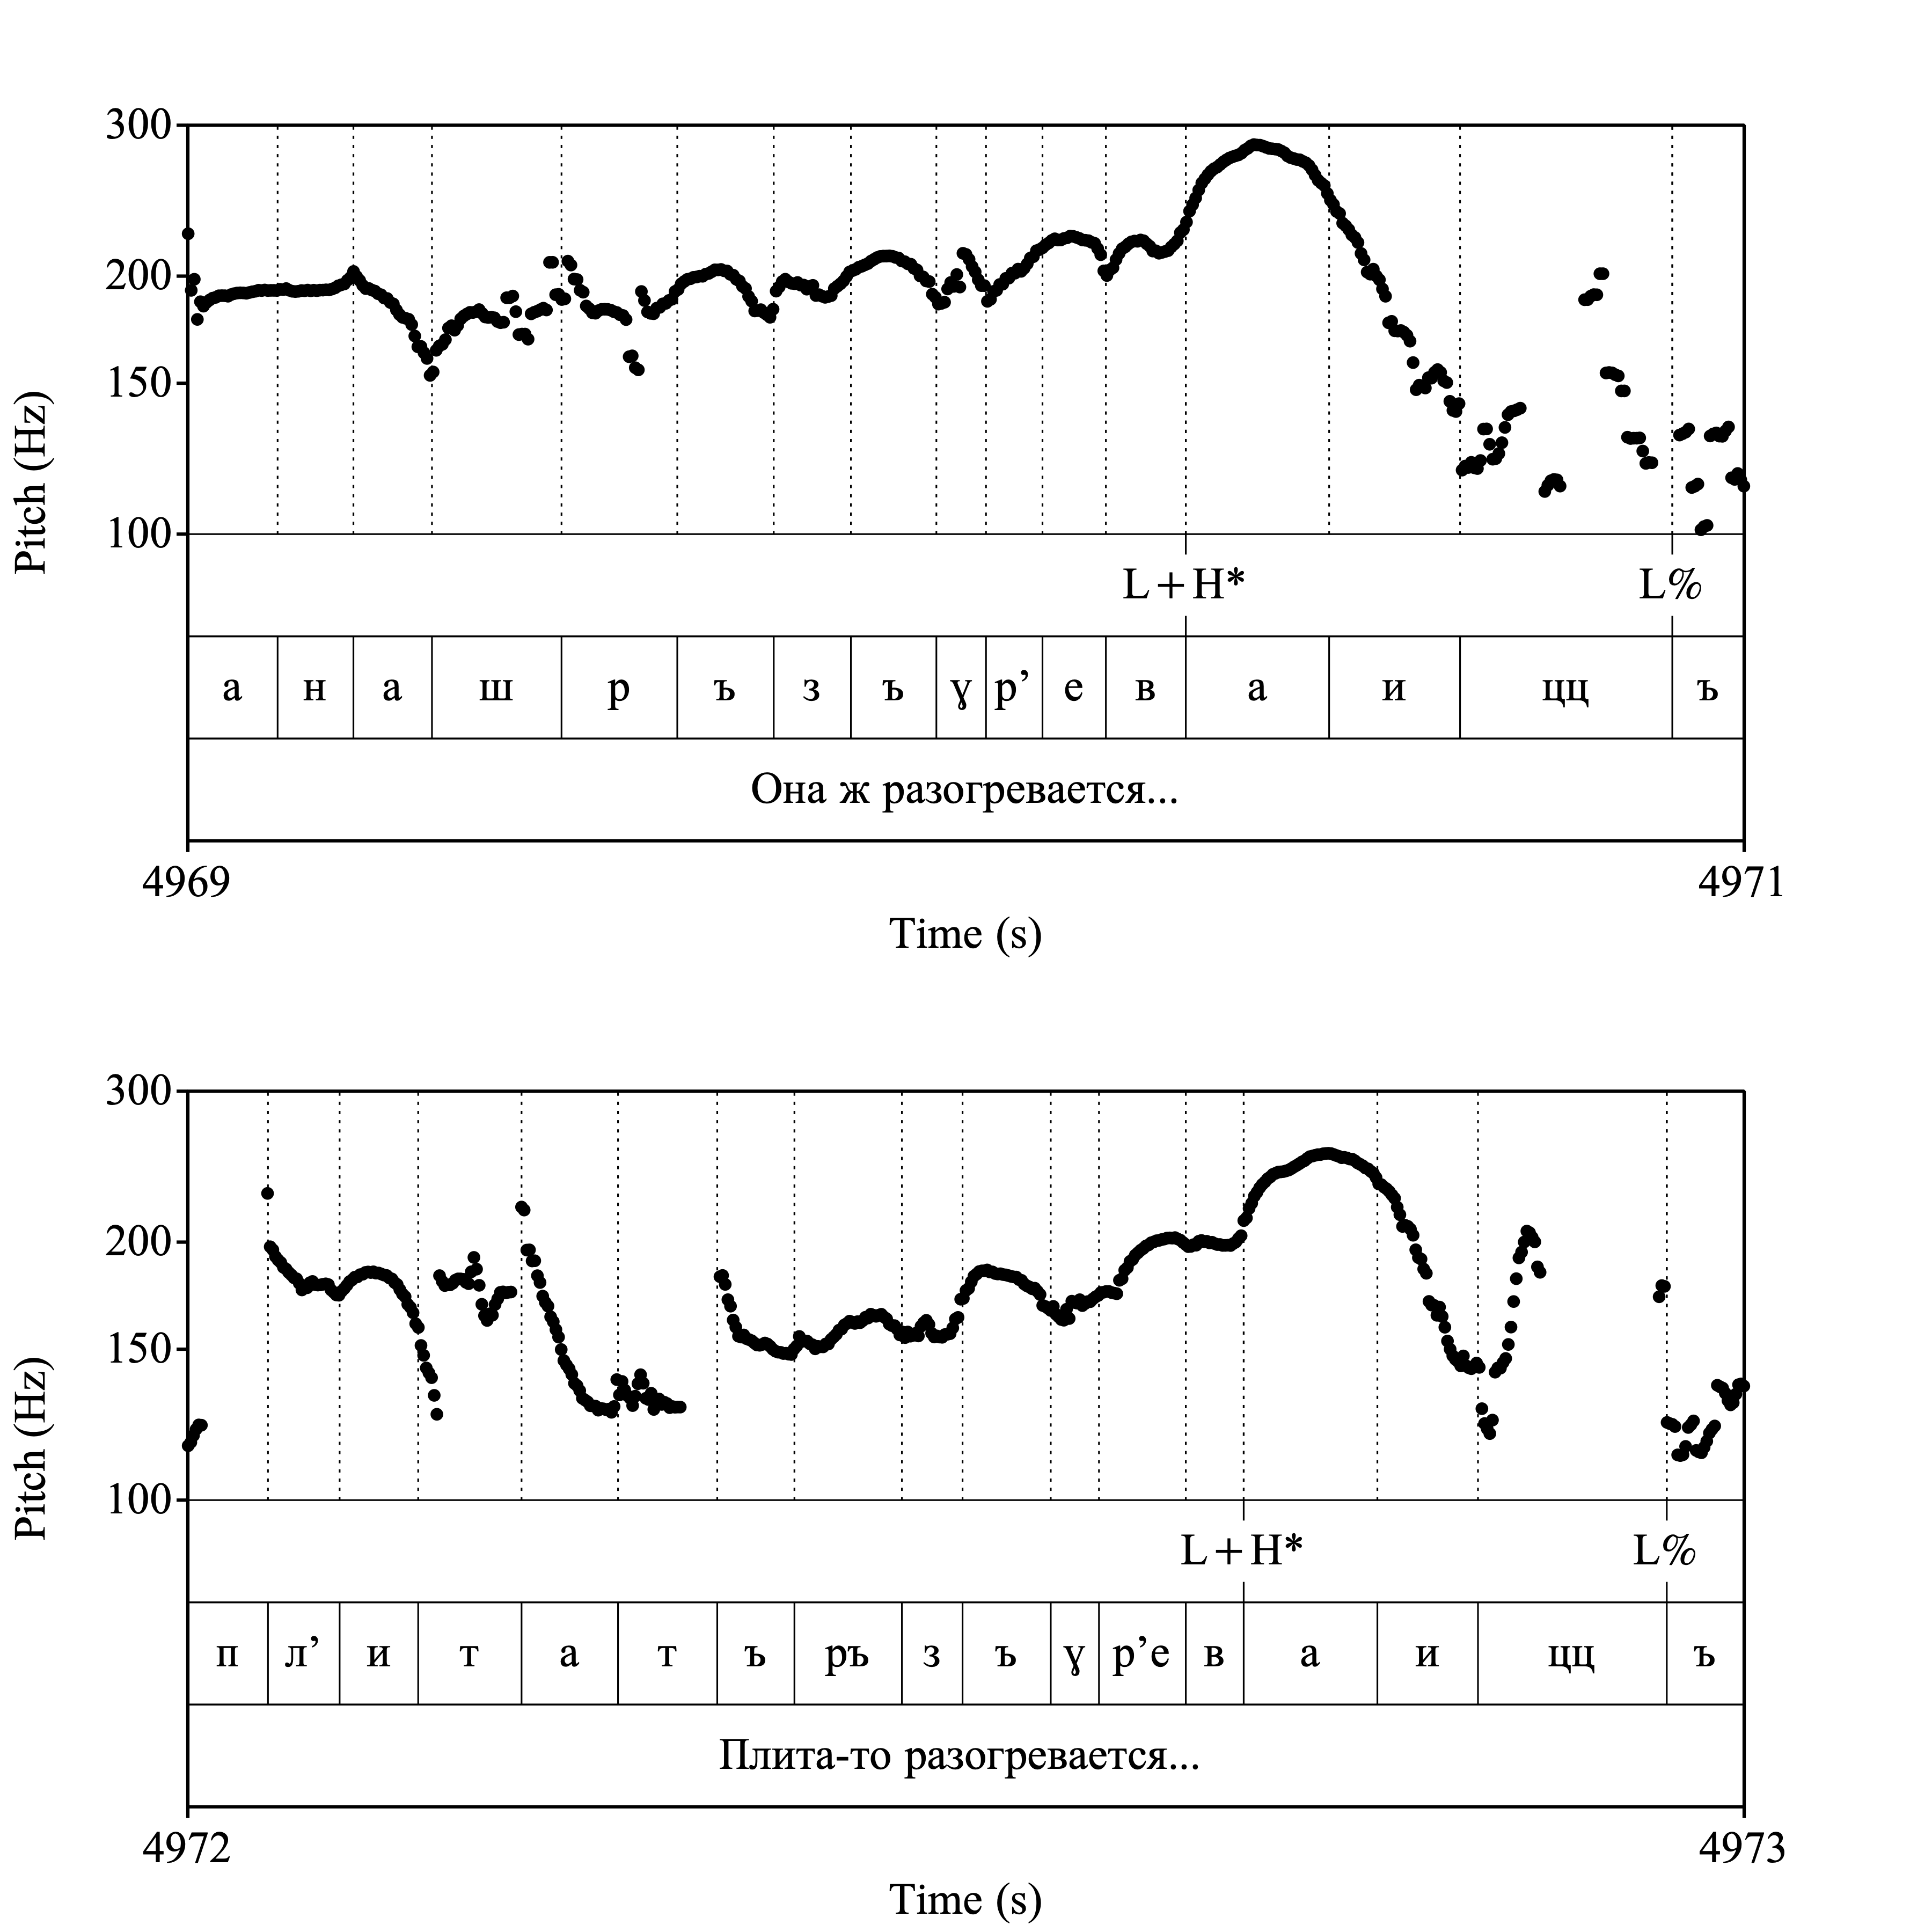 300
200
150
100
Pitch (Hz)
L+H* L%
а н а ш р ъ з ъ ɣ р’ е в а и цц ъ
Она ж разогревается...
4969 4971
Time (s)
300
200
150
100
Pitch (Hz)
L+H* L%
п л’ и т а т ъ ръ з ъ ɣ р’е в а и цц ъ
Плита-то разогревается...
4972 4973
Time (s)